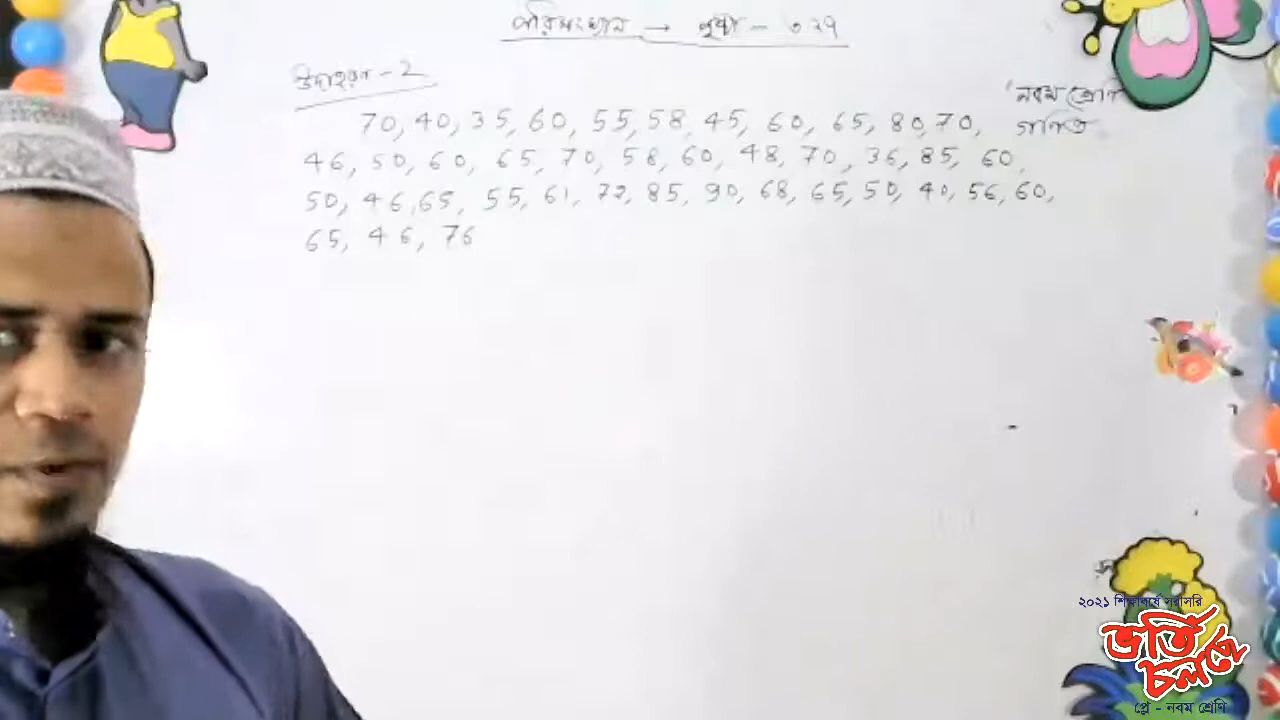 পরিসংখ্যান → পৃষ্ঠা - ৩২৭
উদাহরণ - 2
'নবম শ্রেণি
গণিত
70, 40, 35, 60, 55, 58, 45, 60, 65, 80, 70,
46, 50, 60, 65, 70, 58, 60, 48, 70, 36, 85, 60,
50, 46, 65, 55, 61, 72, 85, 90, 68, 65, 50, 40, 56, 60,
65, 46, 76
২০২১ শিক্ষাবর্ষে সরাসরি
ভর্তি
চলছে
প্লে - নবম শ্রেণি